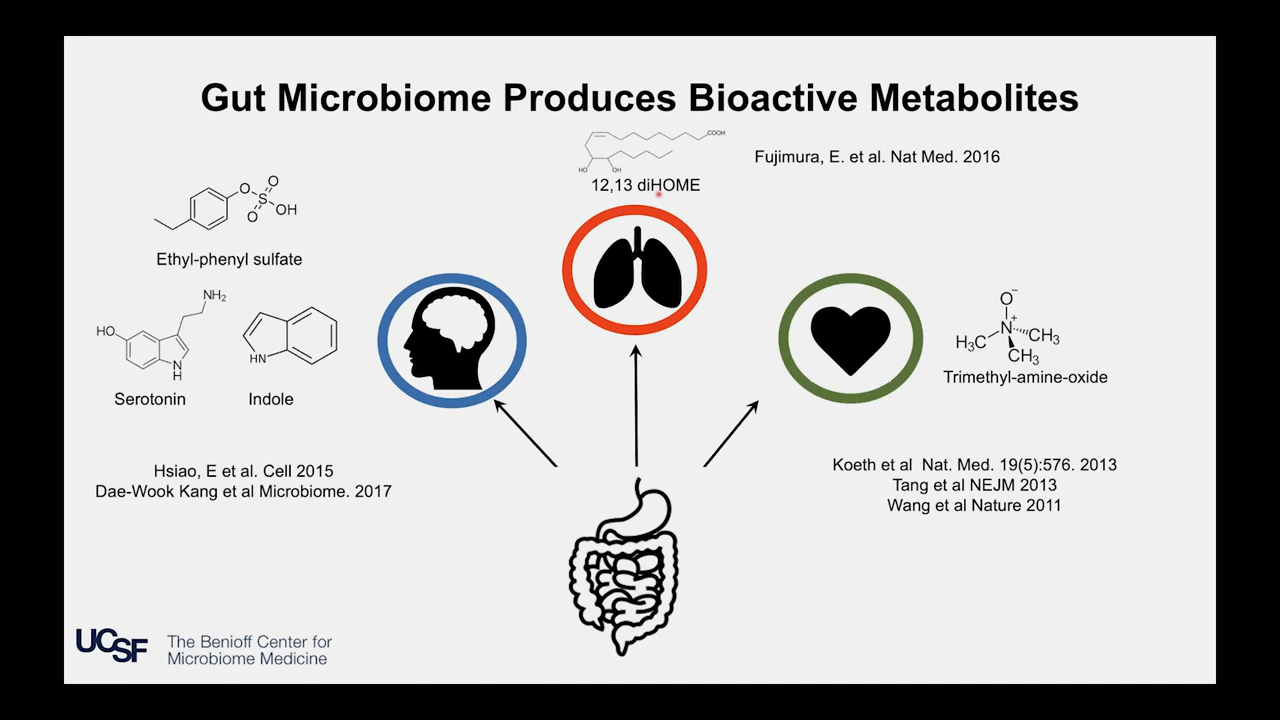 Gut Microbiome Produces Bioactive Metabolites
COOH
HO
OH
12,13 diHOME
Fujimura, E. et al. Nat Med. 2016
O
O
S
OH
O
Ethyl-phenyl sulfate
NH2
HO
N
H
Serotonin
HN
Indole
Hsiao, E et al. Cell 2015
Dae-Wook Kang et al Microbiome. 2017
O−
N+
H3C
CH3
CH3
Trimethyl-amine-oxide
Koeth et al  Nat. Med. 19(5):576. 2013
Tang et al NEJM 2013
Wang et al Nature 2011
UCSF
The Benioff Center for
Microbiome Medicine